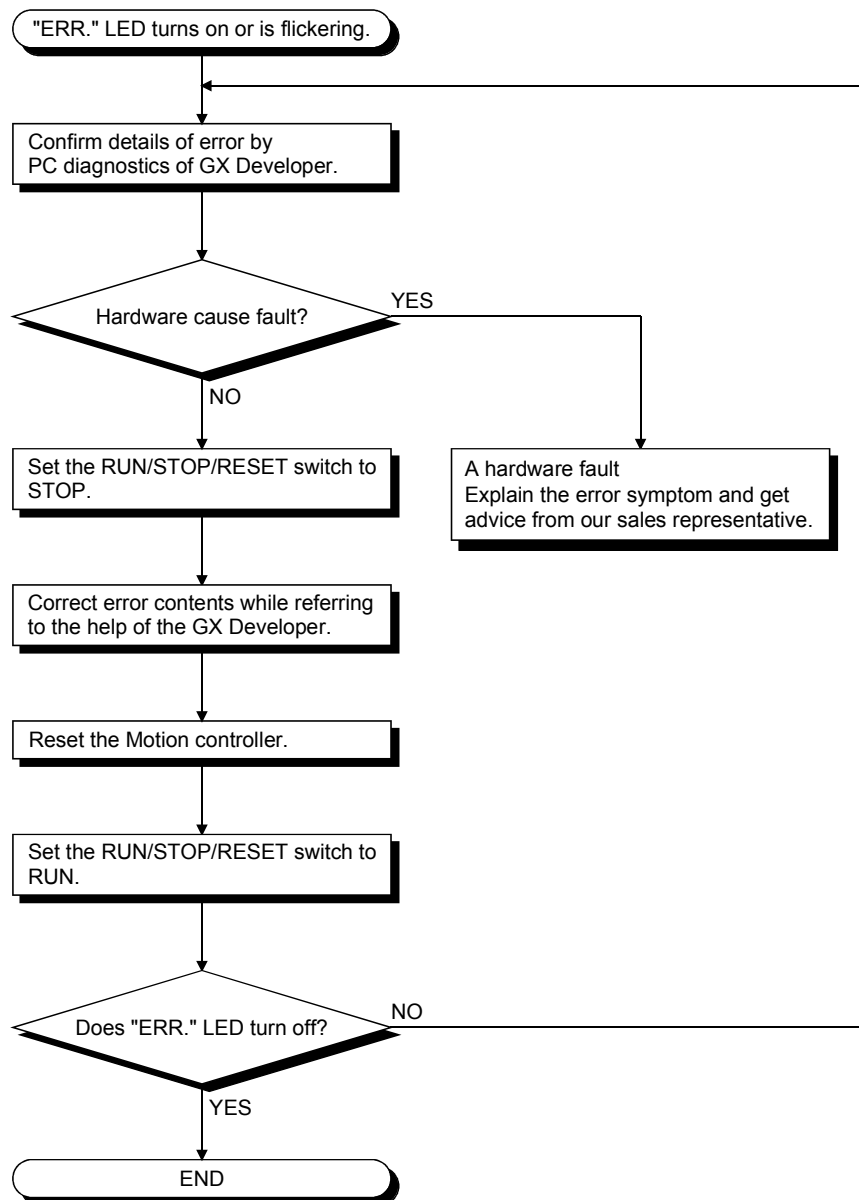 "ERR." LED turns on or is flickering.
Confirm details of error by
PC diagnostics of GX Developer.
Hardware cause fault?
YES
NO
Set the RUN/STOP/RESET switch to
STOP.
A hardware fault
Explain the error symptom and get
advice from our sales representative.
Correct error contents while referring
to the help of the GX Developer.
Reset the Motion controller.
Set the RUN/STOP/RESET switch to
RUN.
Does "ERR." LED turn off?
NO
YES
END